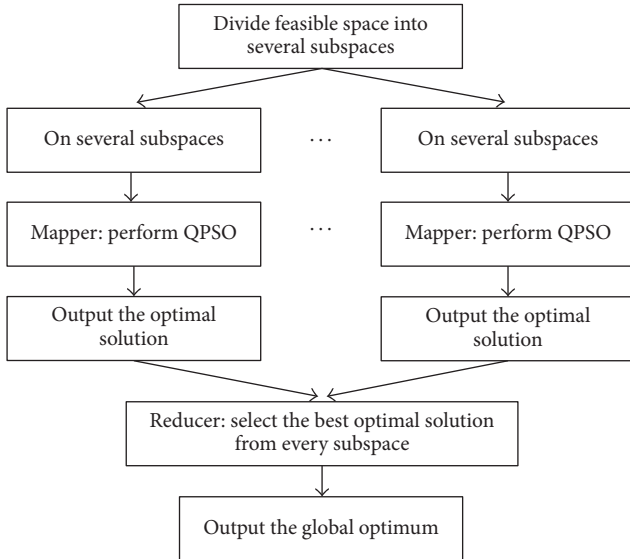 Divide feasible space into
several subspaces
On several subspaces
...
On several subspaces
Mapper: perform QPSO
...
Mapper: perform QPSO
Output the optimal
solution
Output the optimal
solution
Reducer: select the best optimal solution
from every subspace
Output the global optimum